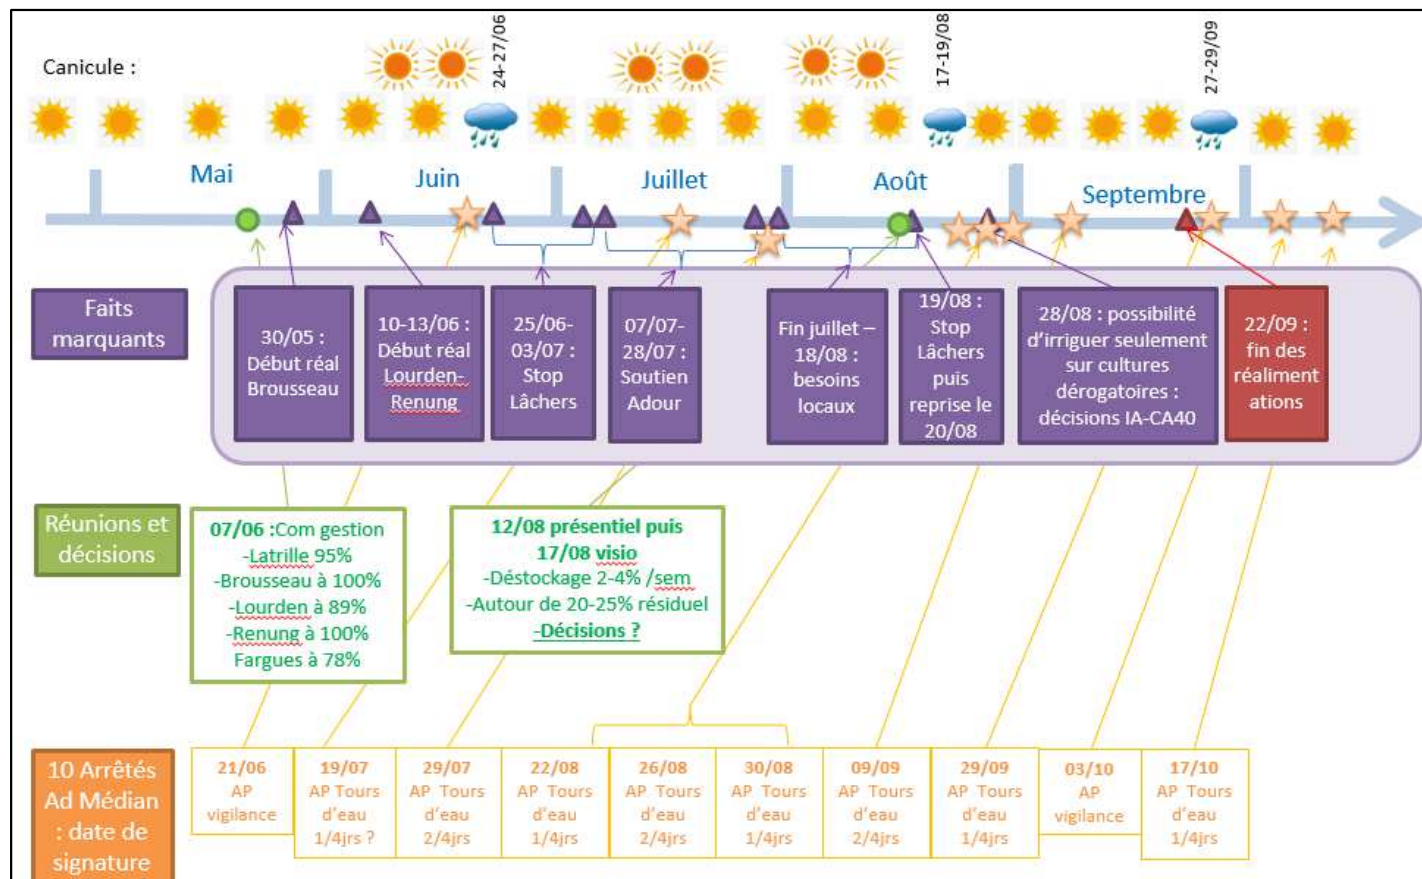 Canicule :
24-27/06
17-19/08
27-29/09
Mai
Juin
Juillet
Août
Septembre
Faits
marquants
30/05 :
Début réal
Brousseau
10-13/06 :
Début réal
Lourden-
Renung
25/06-
03/07 :
Stop
Lâchers
07/07-
28/07 :
Soutien
Adour
Fin juillet –
18/08 :
besoins
locaux
19/08 :
Stop
Lâchers
puis
reprise le
20/08
28/08 : possibilité
d'irriguer seulement
sur cultures
dérogatoires :
décisions IA-CA40
22/09 :
fin des
réaliment
ations
Réunions et
décisions
07/06 :Com gestion
-Latrille 95%
-Brousseau à 100%
-Lourden à 89%
-Renung à 100%
Fargues à 78%
12/08 présentiel puis
17/08 visio
-Déstockage 2-4% /sem
-Autour de 20-25% résiduel
-Décisions ?
10 Arrêtés
Ad Médian
: date de
signature
21/06
AP
vigilance
19/07
AP Tours
d'eau
1/4jrs ?
29/07
AP Tours
d'eau
2/4jrs
22/08
AP Tours
d'eau
1/4jrs
26/08
AP Tours
d'eau
2/4jrs
30/08
AP Tours
d'eau
1/4jrs
09/09
AP Tours
d'eau
2/4jrs
29/09
AP Tours
d'eau
1/4jrs
03/10
AP
vigilance
17/10
AP Tours
d'eau
1/4jrs